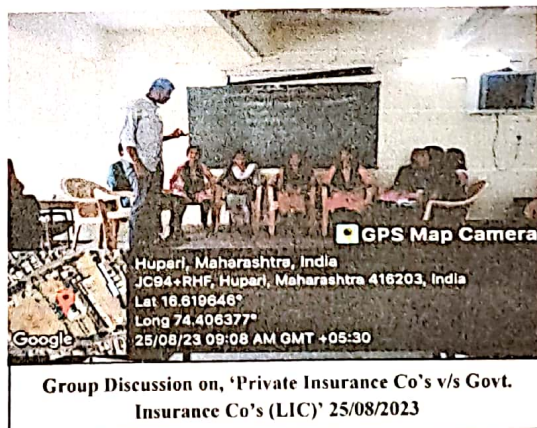 GPS Map Camera
Hupari, Maharashtra, India
JC94+RHF, Hupari, Maharashtra 416203, India
Lat 16.619646°
Long 74.406377°
25/08/23 09:08 AM GMT +05:30
Google
Group Discussion on, ‘Private Insurance Co’s v/s Govt.
Insurance Co’s (LIC)’ 25/08/2023